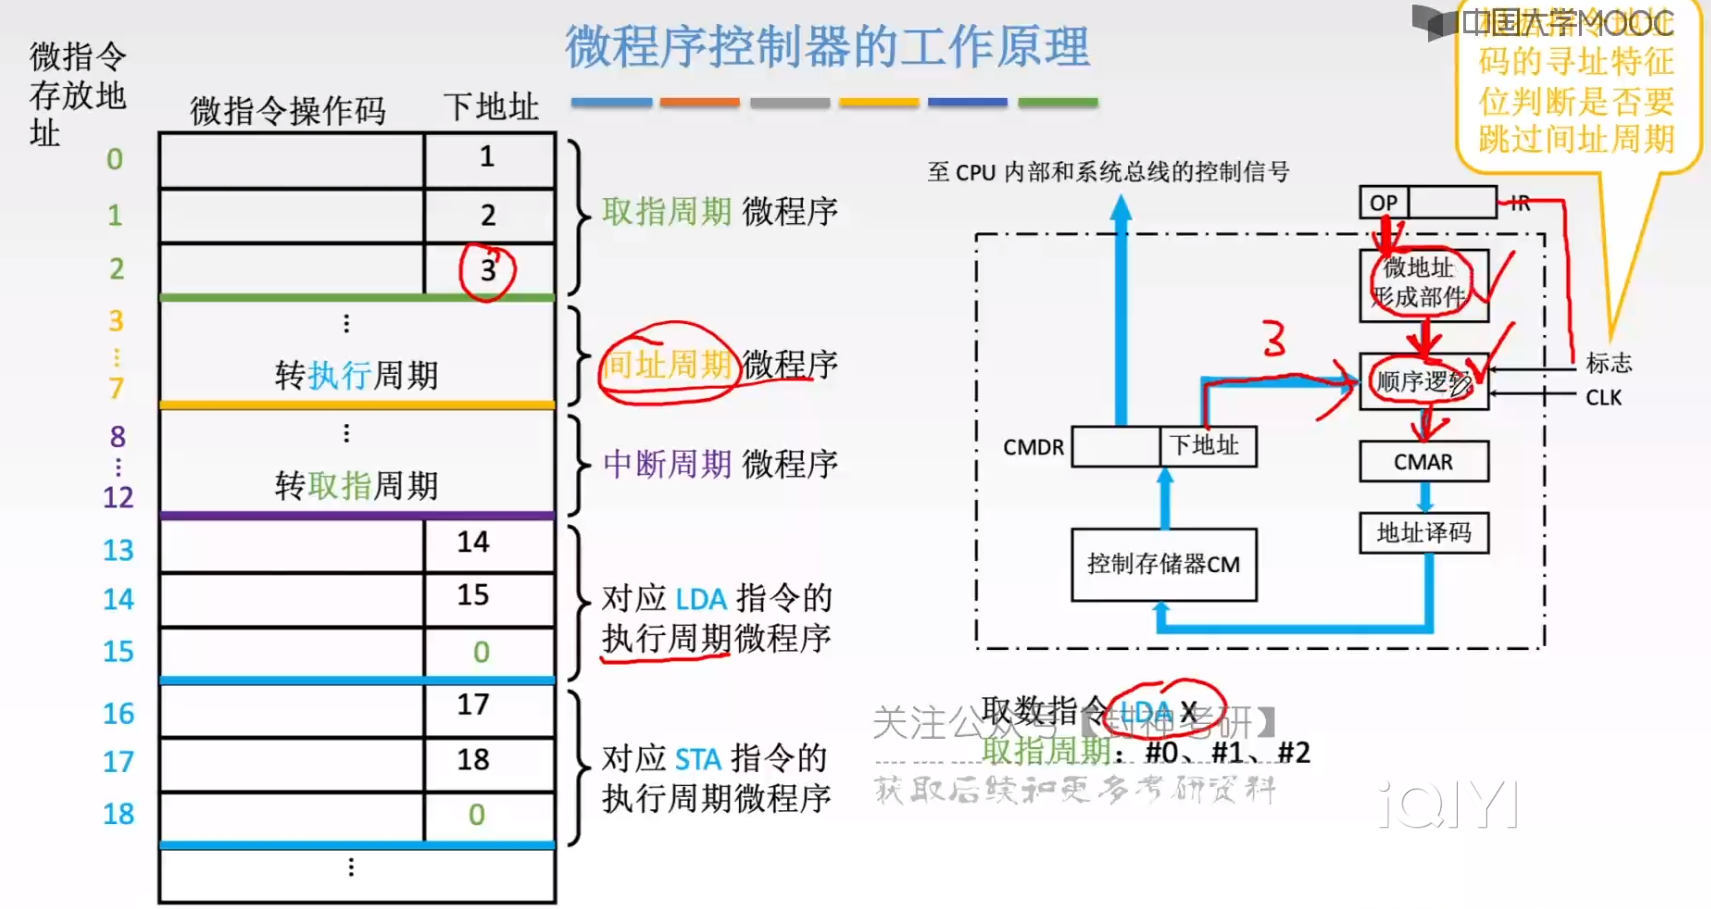 微程序控制器的工作原理
中国大学MOOC
码的寻址特征
位判断是否要
跳过间址周期
微指令
存放地
址
微指令操作码
下地址
0
1
1
2
2
3
取指周期 微程序
3
⋮
7
⋮
转执行周期
间址周期 微程序
8
⋮
12
⋮
转取指周期
中断周期 微程序
13
14
14
15
15
0
对应 LDA 指令的
执行周期微程序
16
17
17
18
18
0
对应 STA 指令的
执行周期微程序
⋮
至 CPU 内部和系统总线的控制信号
OP
IR
微地址
形成部件
3
顺序逻辑
标志
CLK
CMDR
下地址
CMAR
地址译码
控制存储器CM
取数指令 LDA X
关注公众号【封神考研】
取指周期：#0、#1、#2
获取后续和更多考研资料
iQIYI